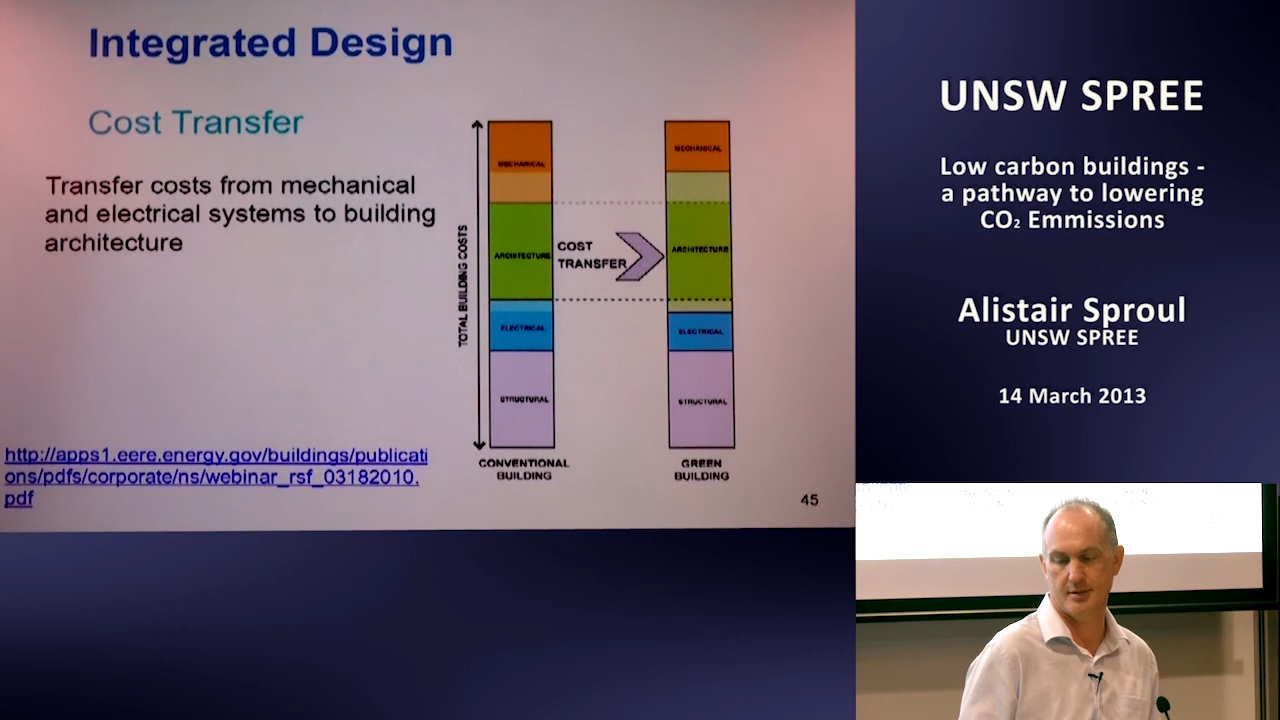 Integrated Design
Cost Transfer
Transfer costs from mechanical
and electrical systems to building
architecture
TOTAL BUILDING COSTS
MECHANICAL
ARCHITECTURE
ELECTRICAL
STRUCTURAL
CONVENTIONAL
BUILDING
COST
TRANSFER
MECHANICAL
ARCHITECTURE
ELECTRICAL
STRUCTURAL
GREEN
BUILDING
http://apps1.eere.energy.gov/buildings/publicati
ons/pdfs/corporate/ns/webinar_rsf_03182010.
pdf
45
UNSW SPREE
Low carbon buildings -
a pathway to lowering
CO₂ Emmissions
Alistair Sproul
UNSW SPREE
14 March 2013